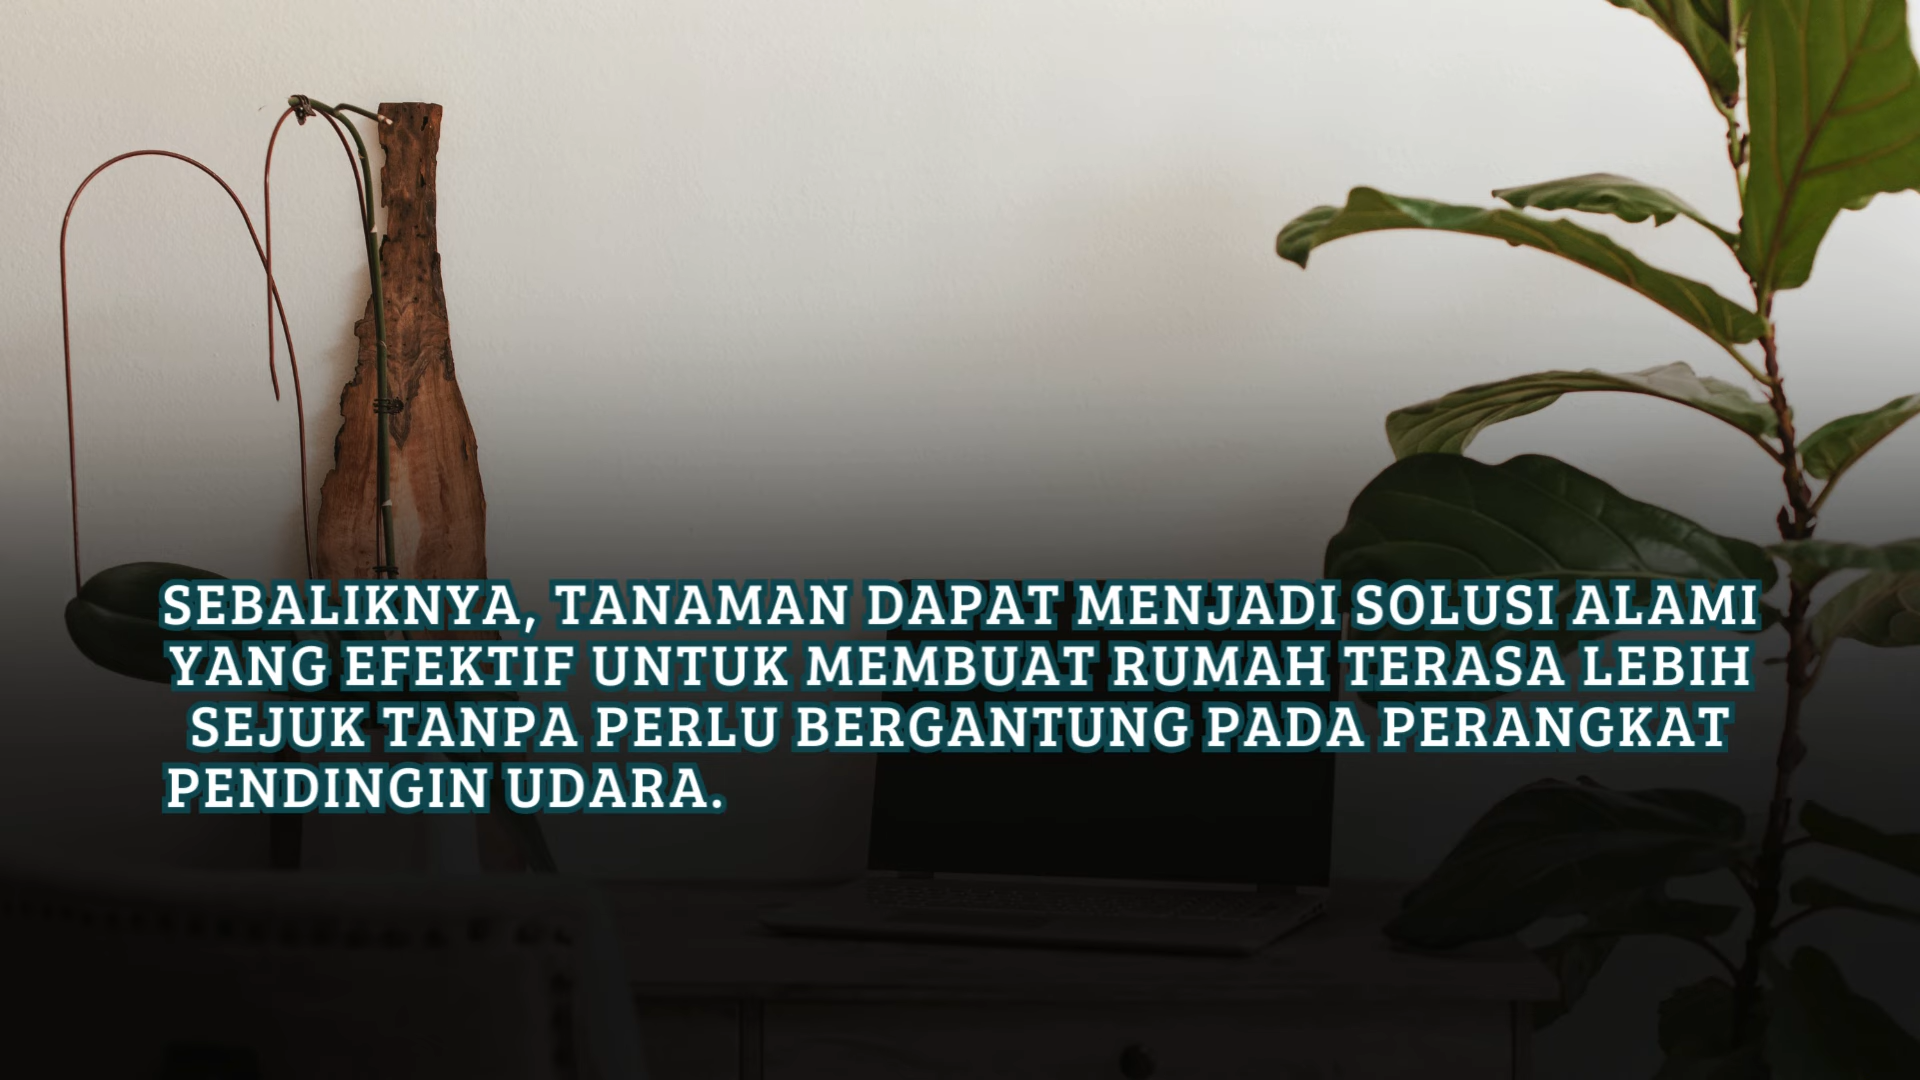 SEBALIKNYA, TANAMAN DAPAT MENJADI SOLUSI ALAMI
YANG EFEKTIF UNTUK MEMBUAT RUMAH TERASA LEBIH
SEJUK TANPA PERLU BERGANTUNG PADA PERANGKAT
PENDINGIN UDARA.